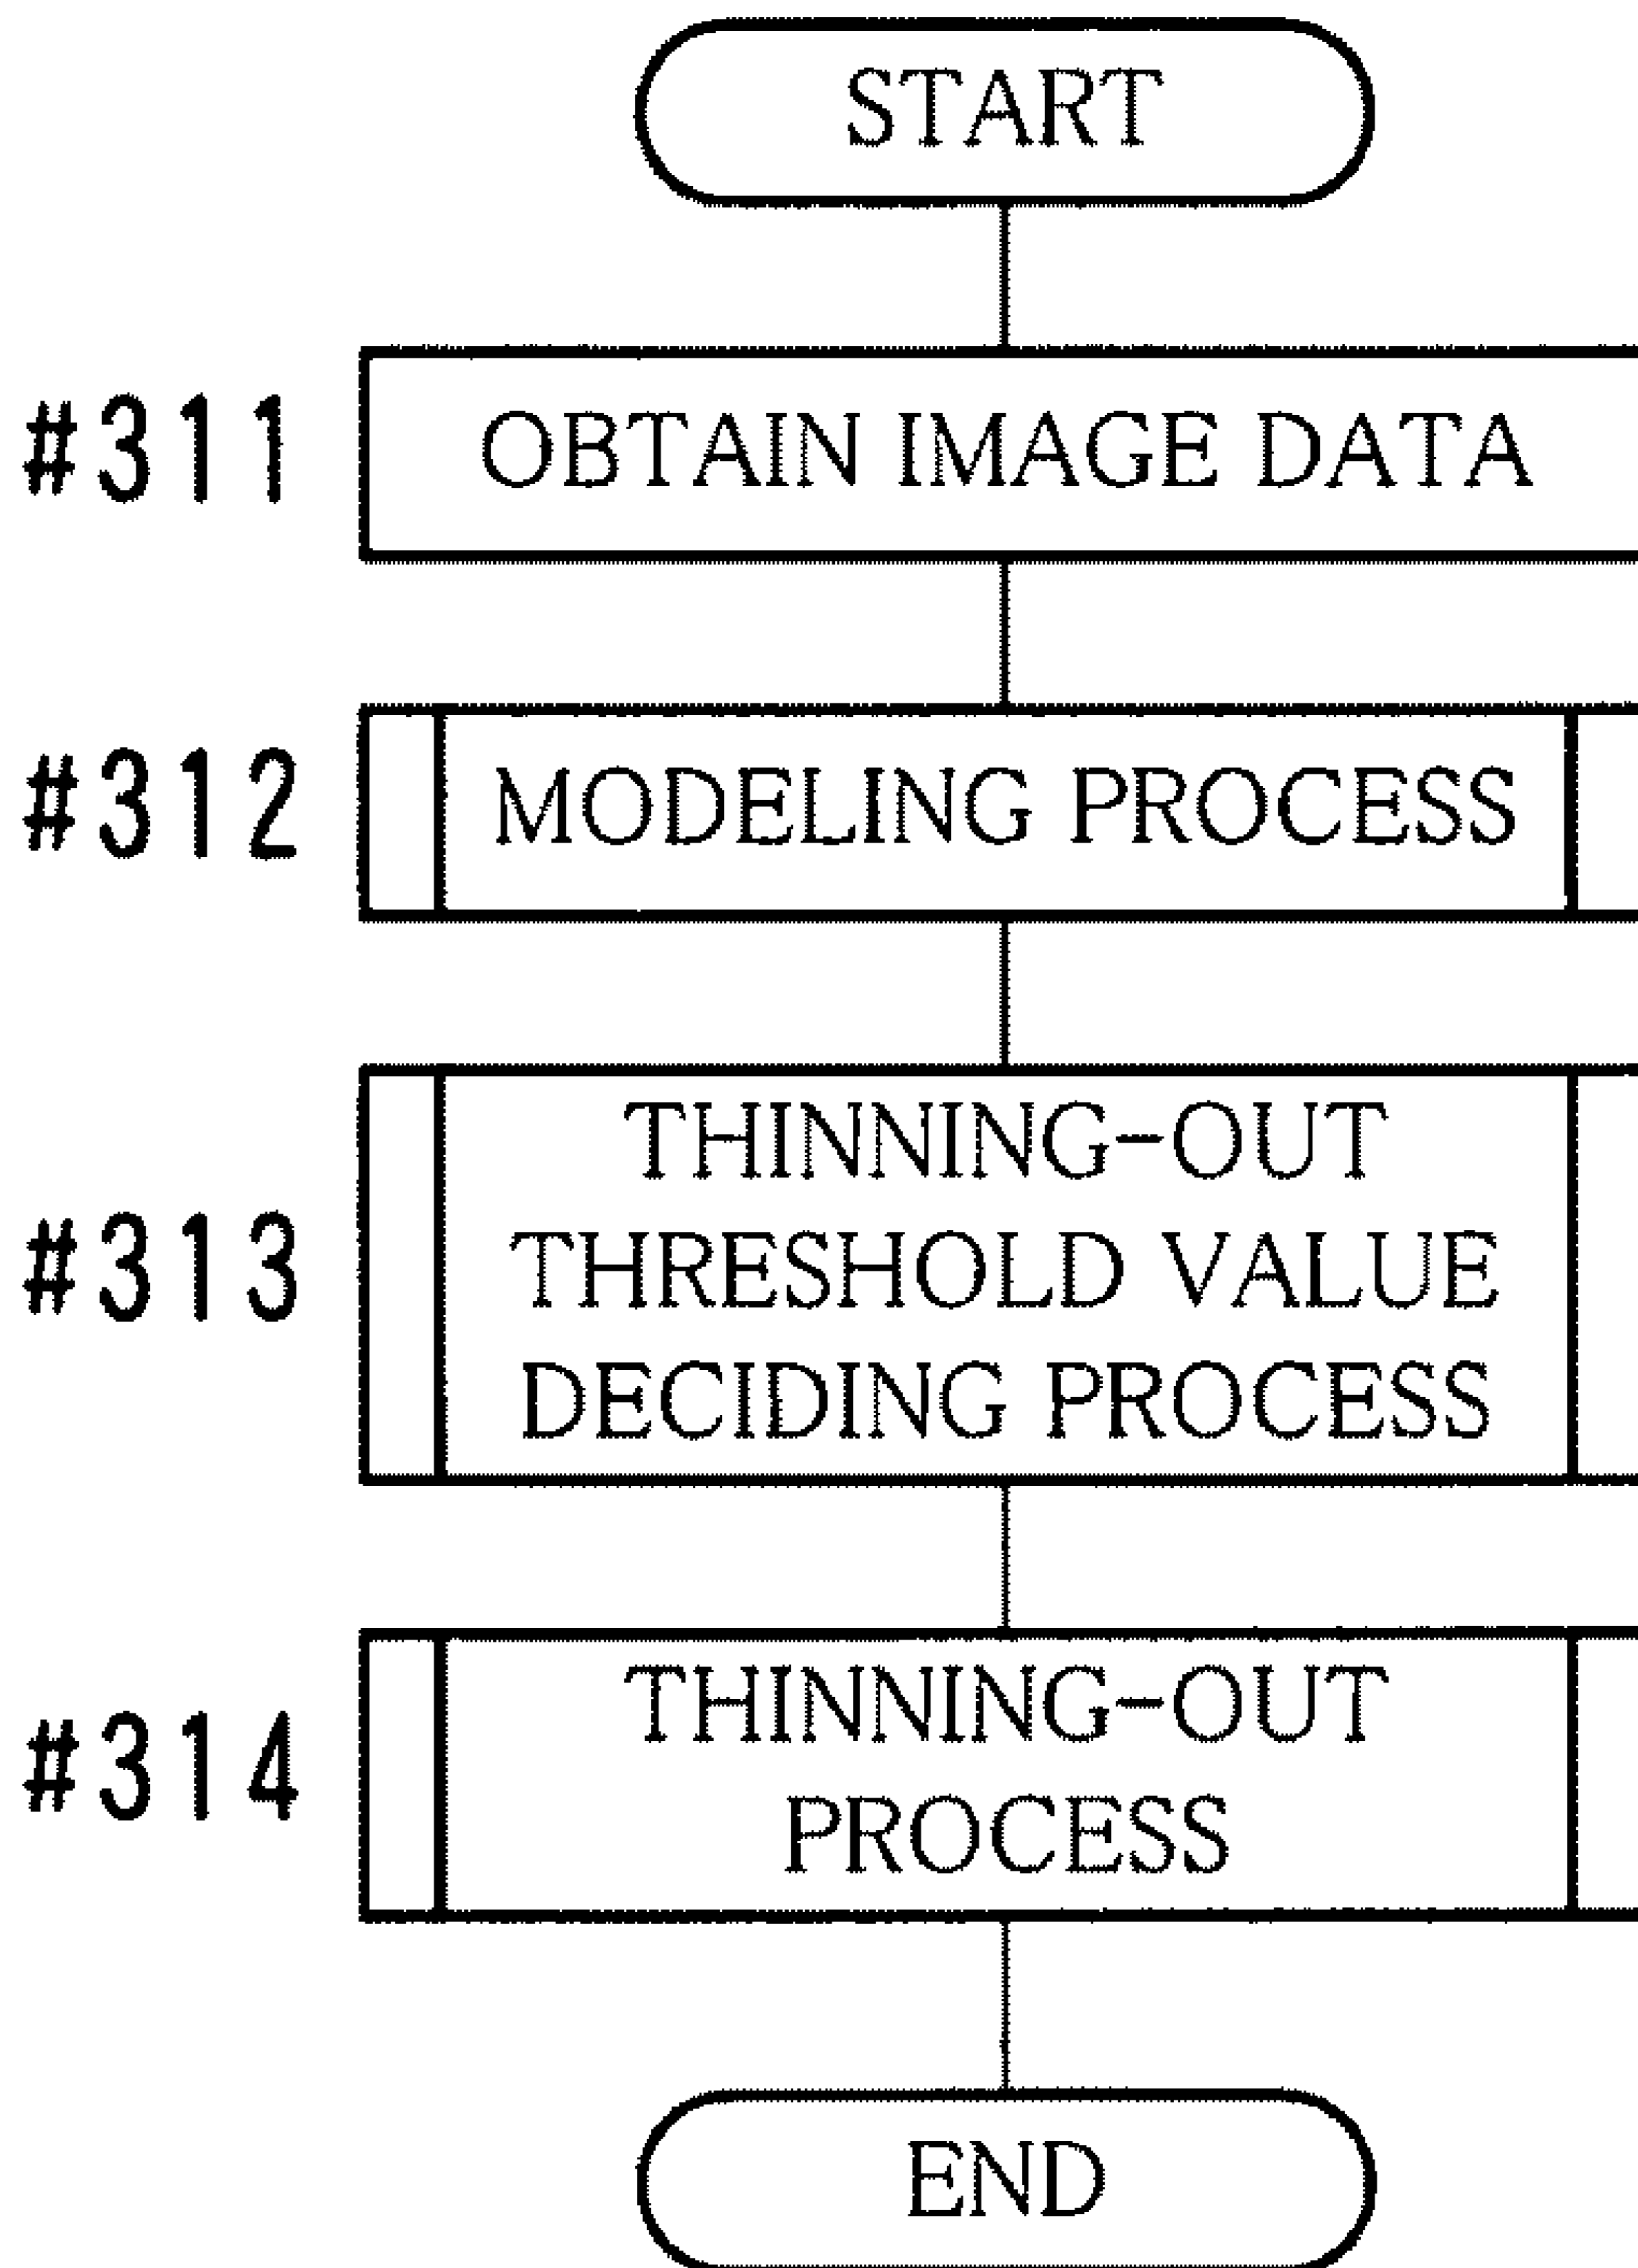 START
#311 OBTAIN IMAGE DATA
#312 MODELING PROCESS
#313
THINNING-OUT
THRESHOLD VALUE
DECIDING PROCESS
#314
THINNING-OUT
PROCESS
END